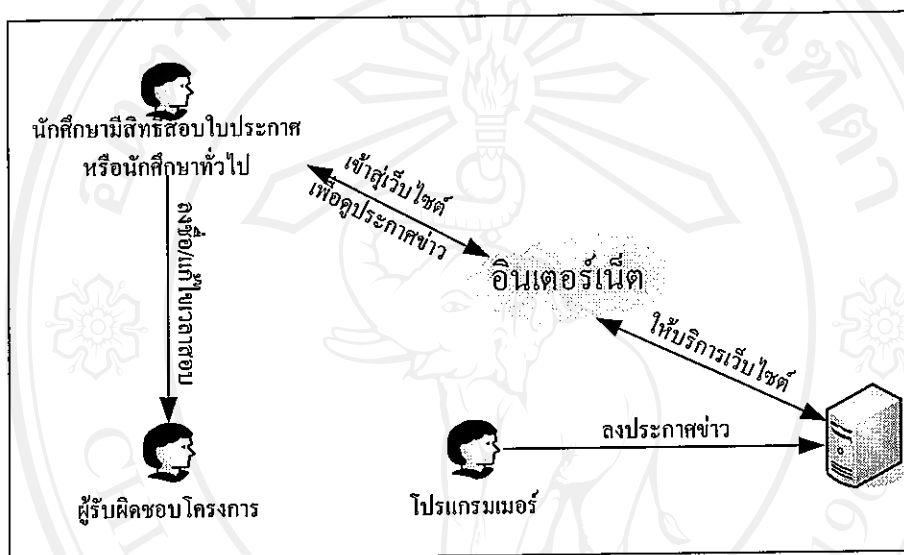 นักศึกษามีสิทธิ์สอบใบประกาศ
หรือนักศึกษาทั่วไป
เข้าสู่เว็บไซต์
เพื่อดูประกาศข่าว
ลงชื่อ/แก้ไขเวลาสอบ
อินเตอร์เน็ต
ให้บริการเว็บไซต์
ลงประกาศข่าว
ผู้รับผิดชอบโครงการ
โปรแกรมเมอร์